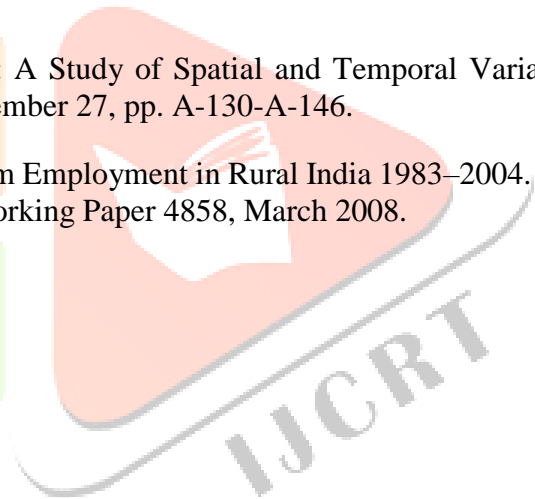 : A Study of Spatial and Temporal Varia
ember 27, pp. A-130-A-146.
m Employment in Rural India 1983–2004.
orking Paper 4858, March 2008.
IJCRT